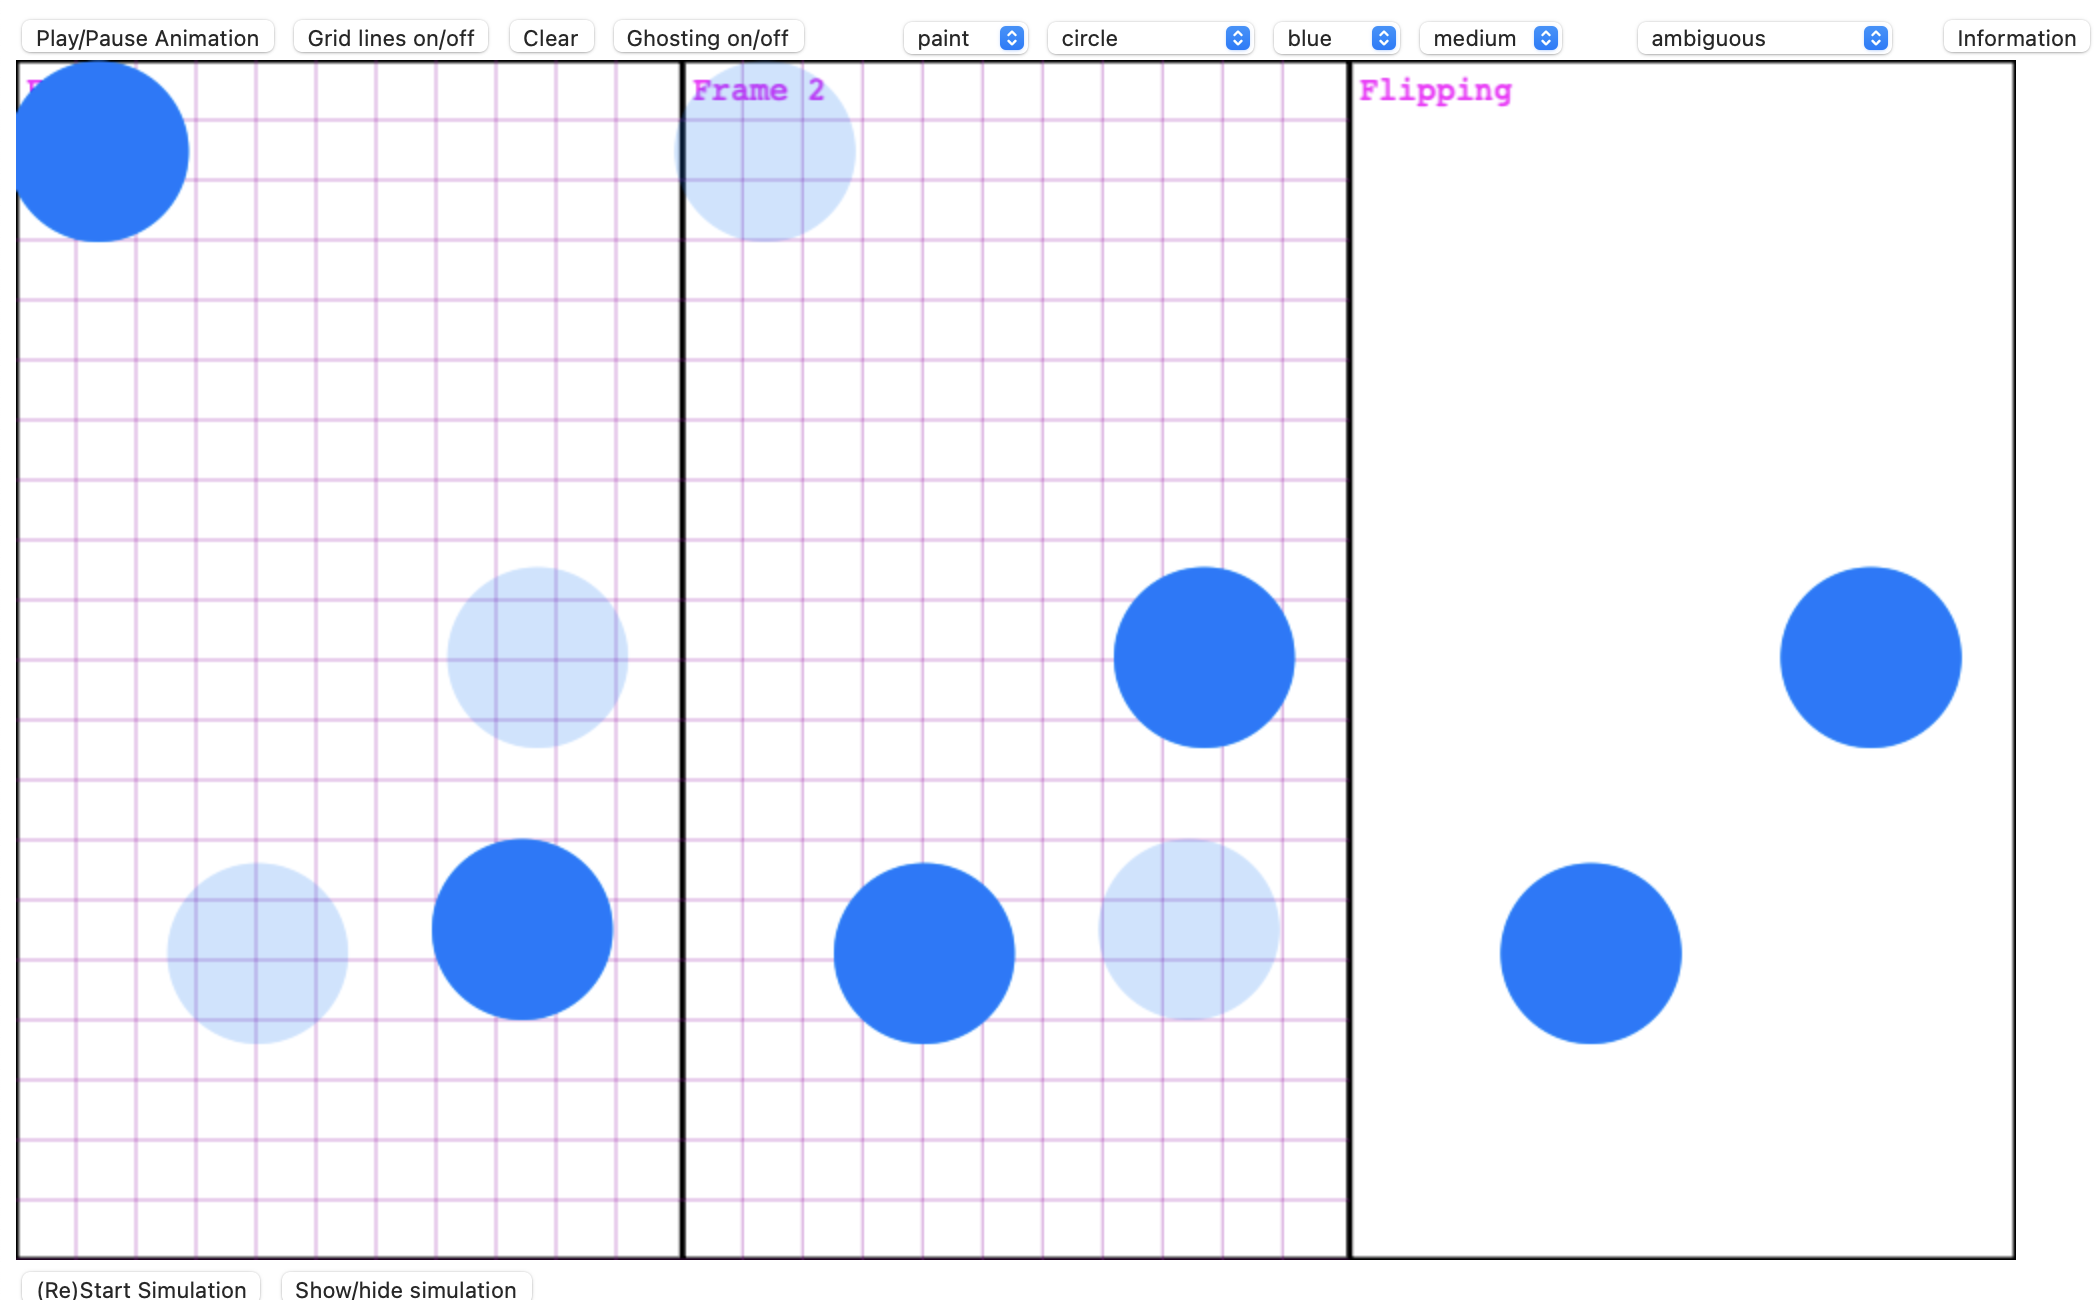 Play/Pause Animation Grid lines on/off Clear Ghosting on/off paint circle blue medium ambiguous Information
Frame 2 Flipping
(Re)Start Simulation Show/hide simulation